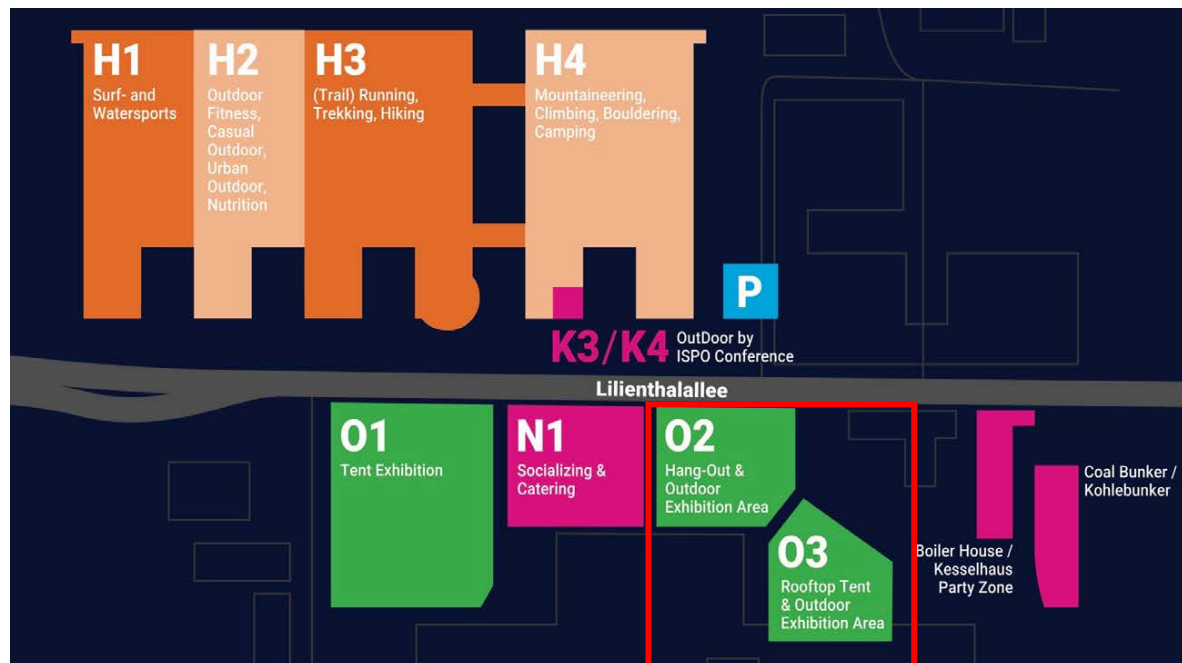 H1
Surf- and
Watersports
H2
Outdoor
Fitness,
Casual
Outdoor,
Urban
Outdoor,
Nutrition
H3
(Trail) Running,
Trekking, Hiking
H4
Mountaineering,
Climbing, Bouldering,
Camping
P
K3/K4
OutDoor by
ISPO Conference
Lilienthalallee
O1
Tent Exhibition
N1
Socializing &
Catering
O2
Hang-Out &
Outdoor
Exhibition Area
O3
Rooftop Tent
& Outdoor
Exhibition Area
Boiler House /
Kesselhaus
Party Zone
Coal Bunker /
Kohlebunker